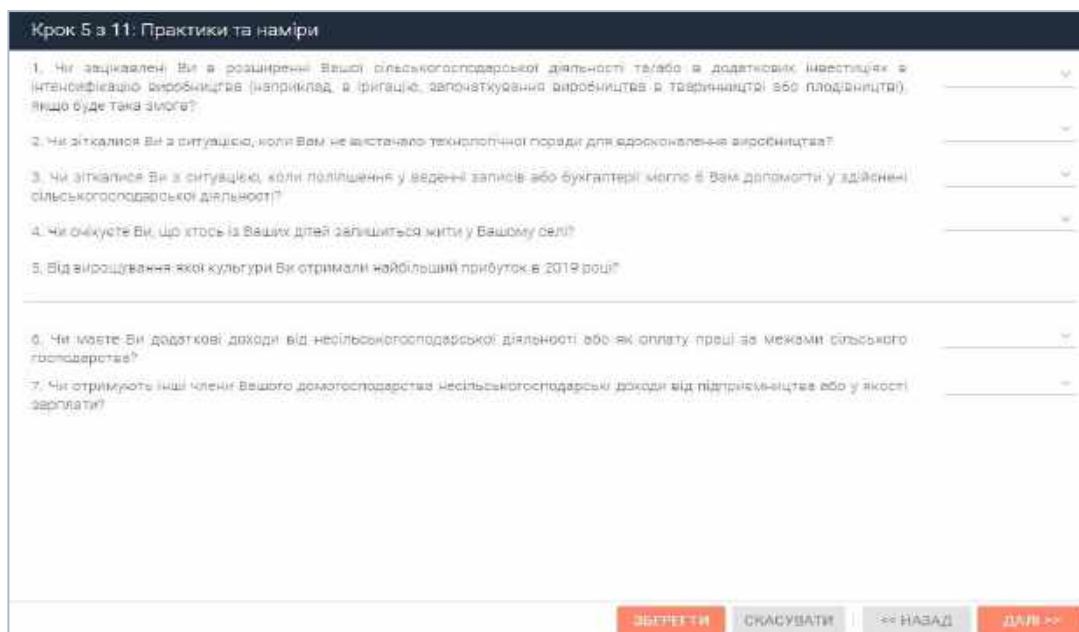 Крок 5 з 11: Практики та наміри
1. Чи зацікавлені Ви в розширенні Вашої сільськогосподарської діяльності та/або в додаткових інвестиціях в
інтенсифікацію виробництва (наприклад, в іригацію, започаткування виробництва в тваринництві або плодівництві),
якщо буде така змога?
2. Чи зіткалися Ви з ситуацією, коли Вам не вистачало технологічної поради для вдосконалення виробництва?
3. Чи зіткалися Ви з ситуацією, коли поліпшення у веденні записів або бухгалтерії могло б Вам допомогти у здійснені
сільськогосподарської діяльності?
4. Чи очікуєте Ви, що хтось із Ваших дітей залишиться жити у Вашому селі?
5. Від вирощування якої культури Ви отримали найбільший прибуток в 2019 році?
6. Чи маєте Ви додаткові доходи від несільськогосподарської діяльності або як оплату праці за межами сільського
господарства?
7. Чи отримують інші члени Вашого домогосподарства несільськогосподарські доходи від підприємництва або у якості
зарплати?
ЗБЕРЕГТИ СКАСУВАТИ << НАЗАД ДАЛІ >>